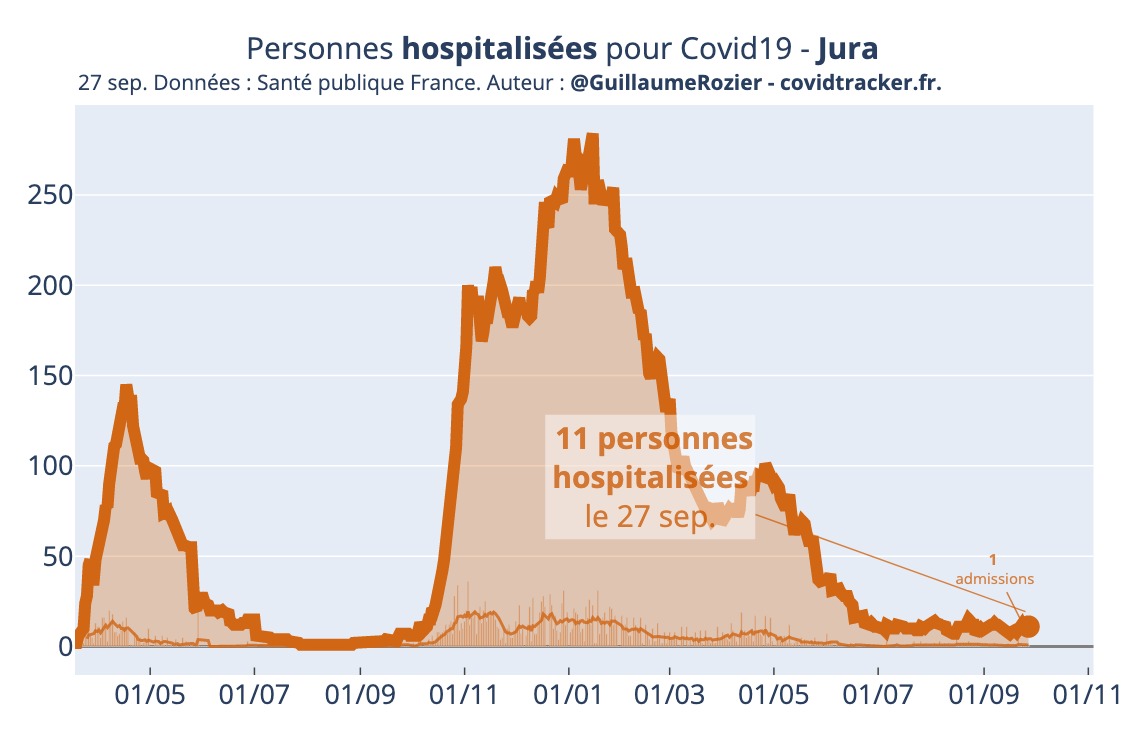 Personnes hospitalisées pour Covid19 - Jura
27 sep. Données : Santé publique France. Auteur : @GuillaumeRozier - covidtracker.fr.
250
200
150
100
50
0
11 personnes
hospitalisées
le 27 sep.
1
admissions
01/05 01/07 01/09 01/11 01/01 01/03 01/05 01/07 01/09 01/11